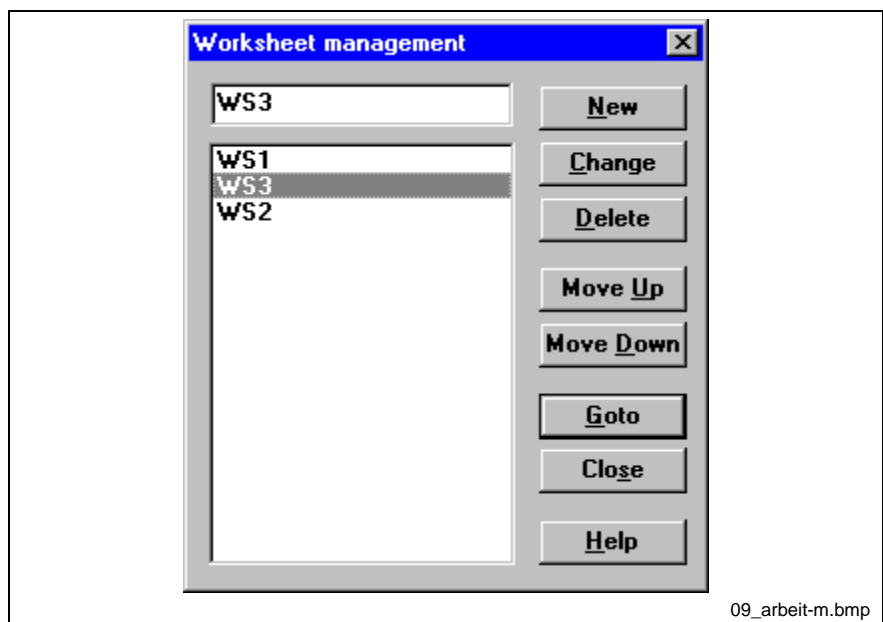 Worksheet management
WS3
New
WS1
WS3
WS2
Change
Delete
Move Up
Move Down
Goto
Close
Help
09_arbeit-m.bmp